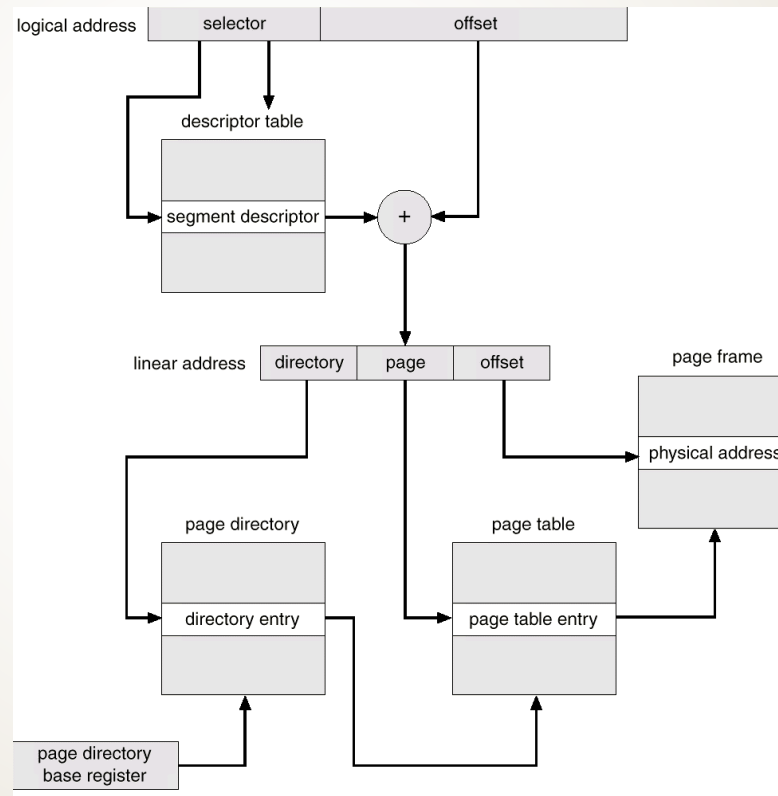 logical address
selector
offset
descriptor table
segment descriptor
+
linear address
directory
page
offset
page frame
physical address
page directory
page table
directory entry
page table entry
page directory
base register